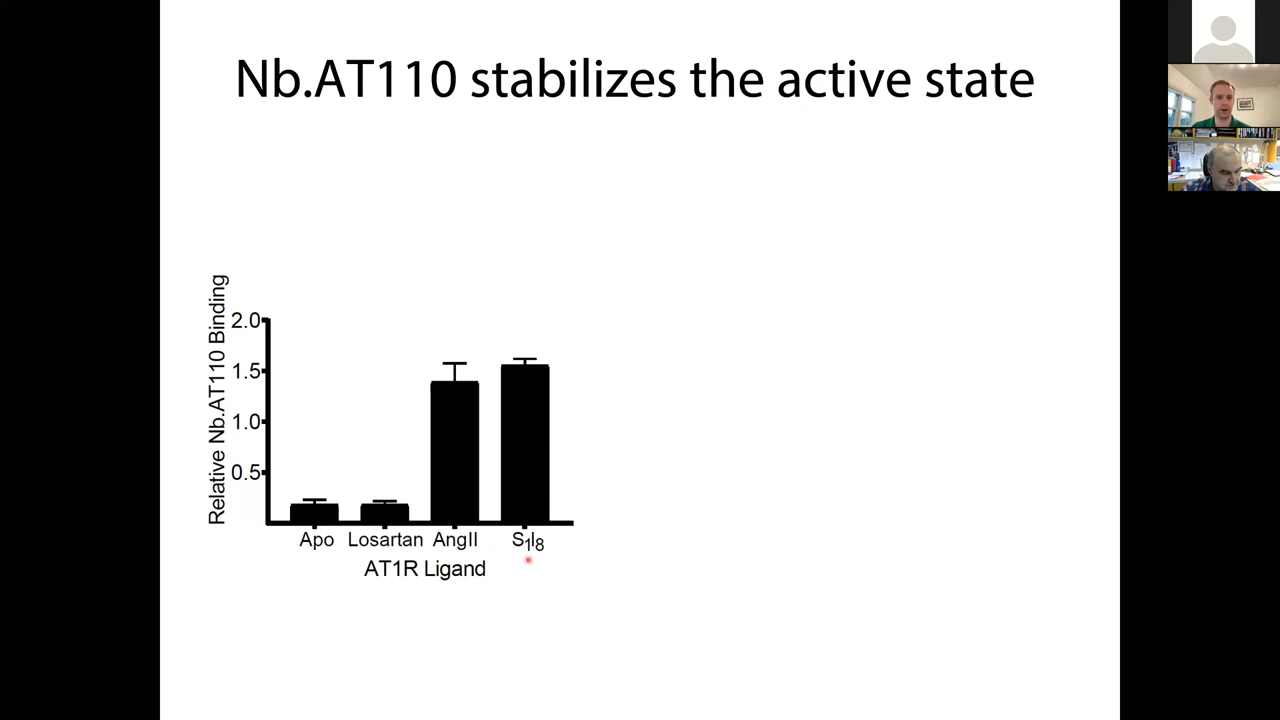 Nb.AT110 stabilizes the active state
Relative Nb.AT110 Binding
2.0
1.5
1.0
0.5
Apo Losartan AngII S1I8
AT1R Ligand